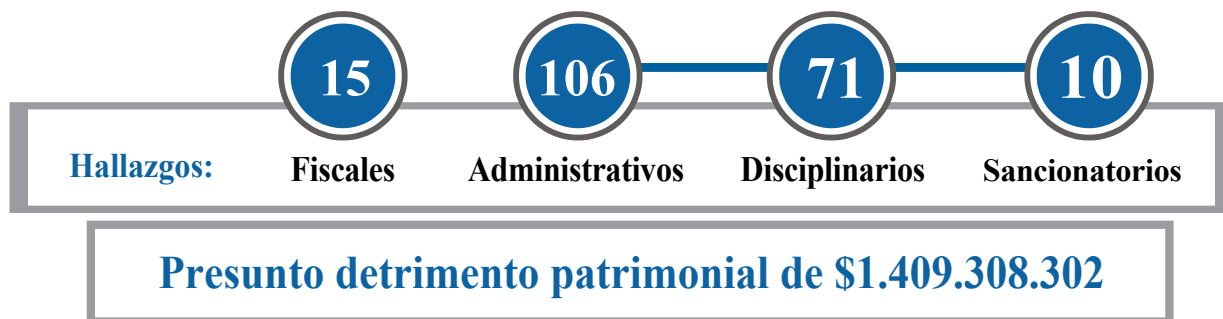 15 106 71 10
Hallazgos: Fiscales Administrativos Disciplinarios Sancionatorios
Presunto detrimento patrimonial de $1.409.308.302